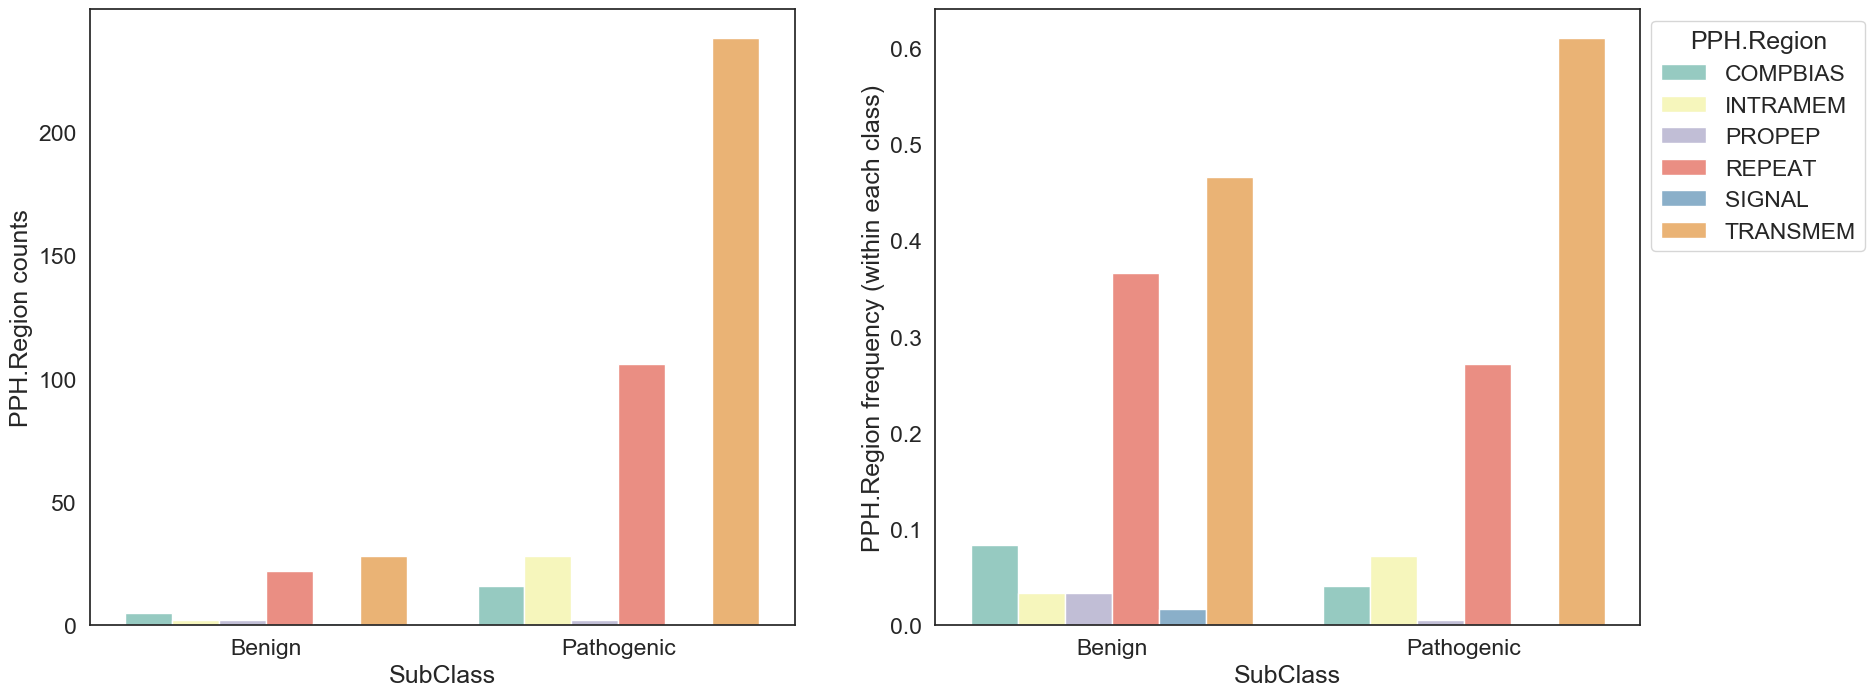 PPH.Region counts
200
150
100
50
0
Benign
Pathogenic
SubClass
PPH.Region frequency (within each class)
0.6
0.5
0.4
0.3
0.2
0.1
0.0
Benign
Pathogenic
SubClass
PPH.Region
COMPBIAS
INTRAMEM
PROPEP
REPEAT
SIGNAL
TRANSMEM